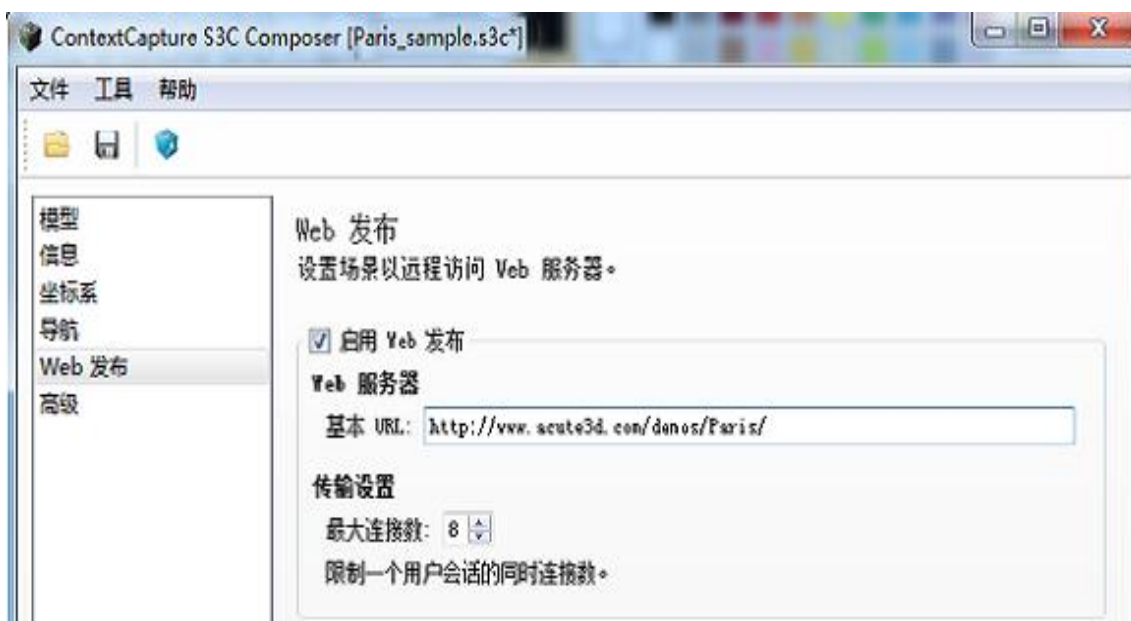 ContextCapture S3C Composer [Paris_sample.s3c*]
文件 工具 帮助
模型
信息
坐标系
导航
Web 发布
高级
Web 发布
设置场景以远程访问 Web 服务器。
启用 Web 发布
Web 服务器
基本 URL: http://www.acute3d.com/demos/Paris/
传输设置
最大连接数: 8
限制一个用户会话的同时连接数。